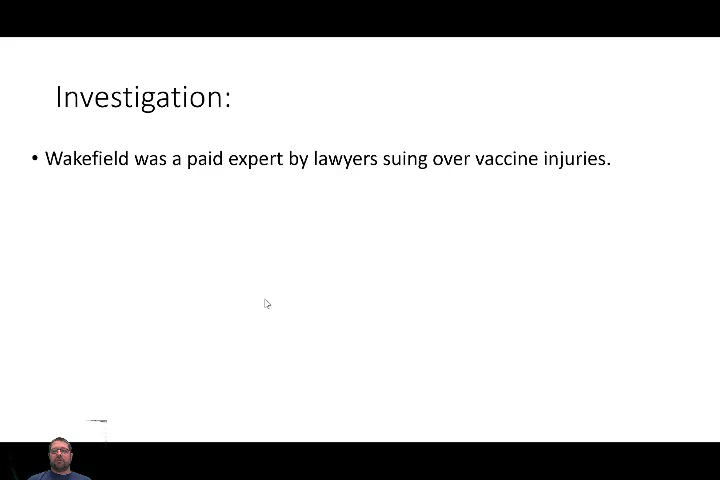 Investigation:
• Wakefield was a paid expert by lawyers suing over vaccine injuries.